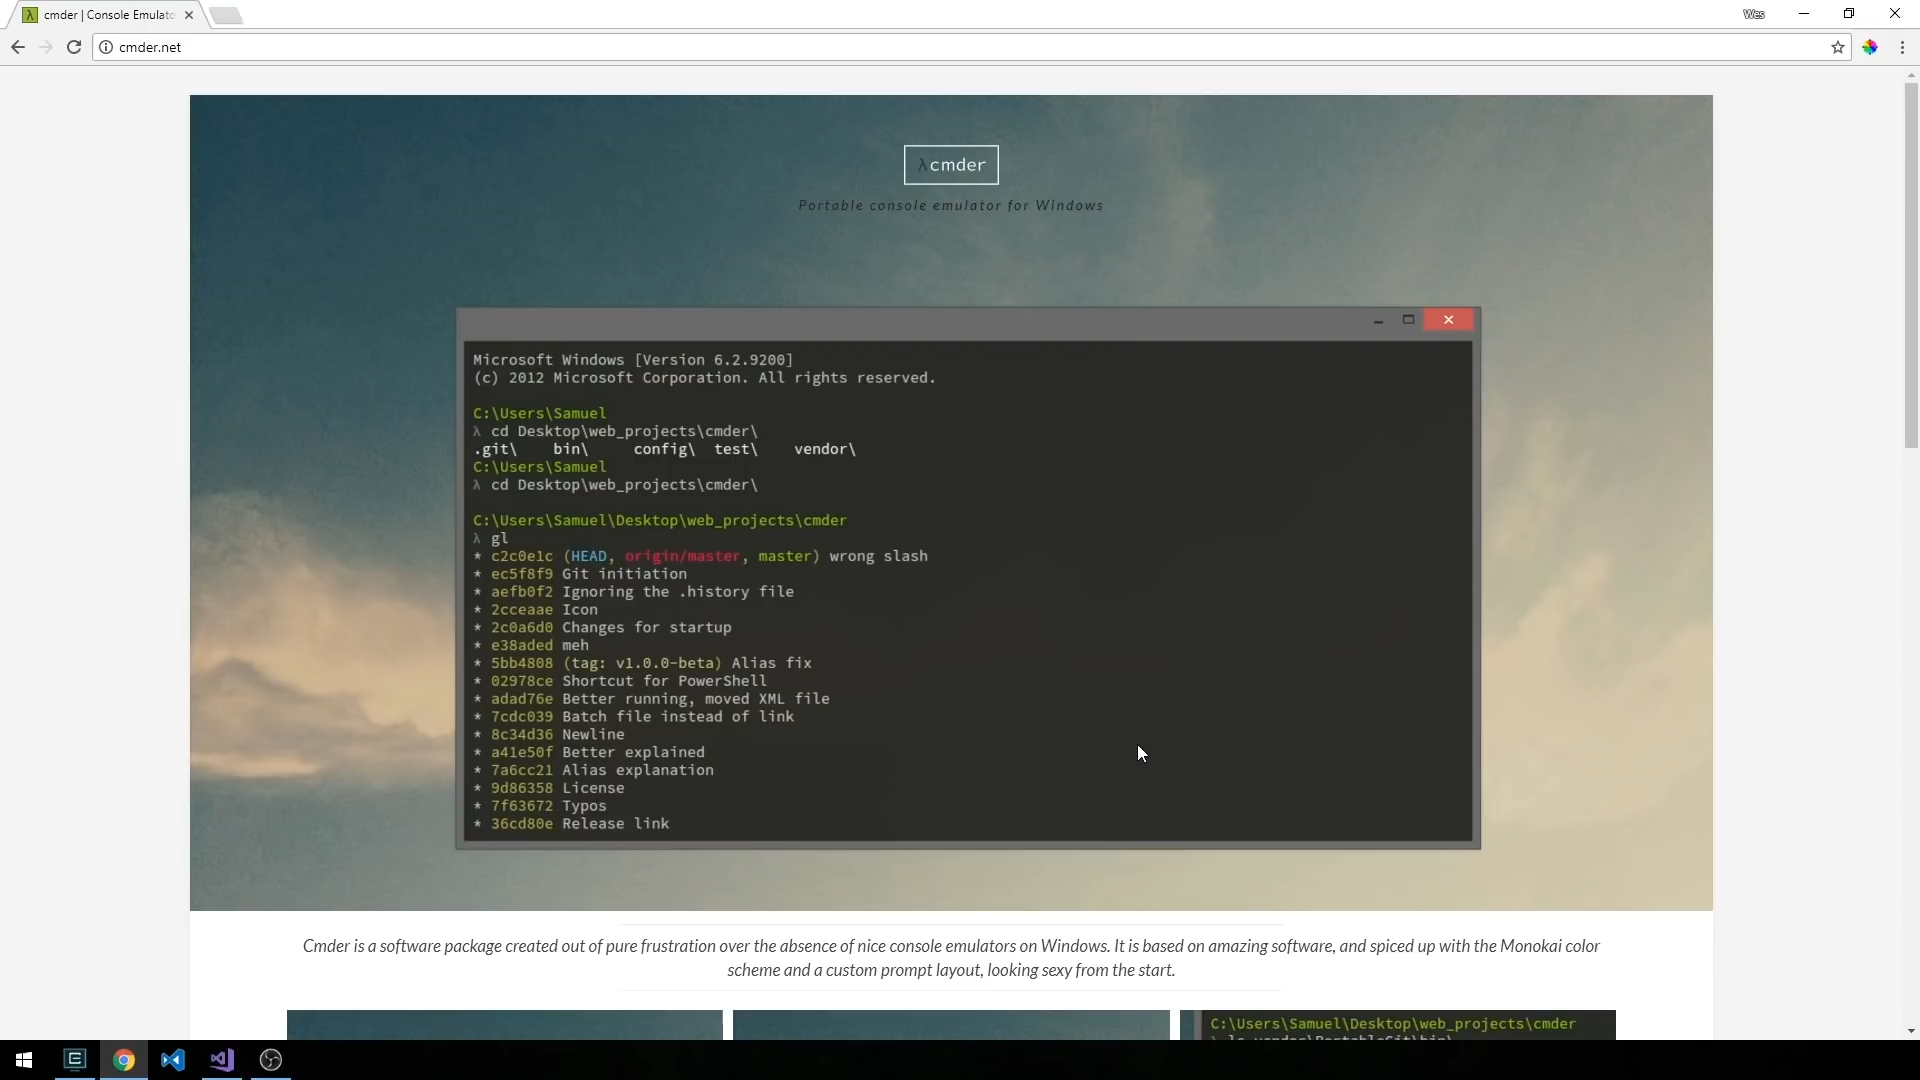 cmder | Console Emulato
Wes
cmder.net
λcmder
Portable console emulator for Windows
Microsoft Windows [Version 6.2.9200]
(c) 2012 Microsoft Corporation. All rights reserved.
C:\Users\Samuel
λ cd Desktop\web_projects\cmder\
.git\    bin\     config\  test\    vendor\
C:\Users\Samuel
λ cd Desktop\web_projects\cmder\
C:\Users\Samuel\Desktop\web_projects\cmder
λ gl
* c2c0e1c (HEAD, origin/master, master) wrong slash
* ec5f8f9 Git initiation
* aefb0f2 Ignoring the .history file
* 2cceaae Icon
* 2c0a6d0 Changes for startup
* e38aded meh
* 5bb4808 (tag: v1.0.0-beta) Alias fix
* 02978ce Shortcut for PowerShell
* adad76e Better running, moved XML file
* 7cdc039 Batch file instead of link
* 8c34d36 Newline
* a41e50f Better explained
* 7a6cc21 Alias explanation
* 9d86358 License
* 7f63672 Typos
* 36cd80e Release link
Cmder is a software package created out of pure frustration over the absence of nice console emulators on Windows. It is based on amazing software, and spiced up with the Monokai color
scheme and a custom prompt layout, looking sexy from the start.
C:\Users\Samuel\Desktop\web_projects\cmder